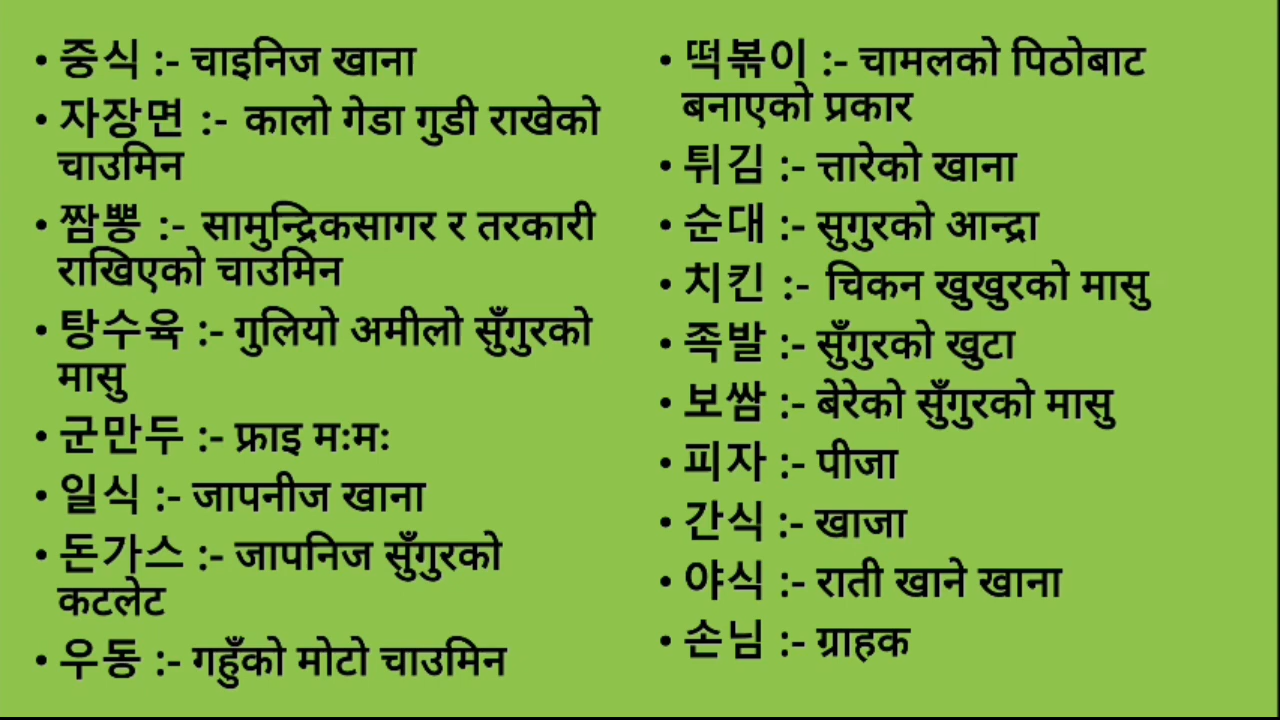 • 중식 :- चाइनिज खाना
• 자장면 :- कालो गेडा गुडी राखेको
चाउमिन
• 짬뽕 :- सामुन्द्रिकसागर र तरकारी
राखिएको चाउमिन
• 탕수육 :- गुलियो अमीलो सुँगुरको
मासु
• 군만두 :- फ्राइ मःमः
• 일식 :- जापनीज खाना
• 돈가스 :- जापनिज सुँगुरको
कटलेट
• 우동 :- गहुँको मोटो चाउमिन
• 떡볶이 :- चामलको पिठोबाट
बनाएको प्रकार
• 튀김 :- त्तारेको खाना
• 순대 :- सुगुरको आन्द्रा
• 치킨 :- चिकन खुखुरको मासु
• 족발 :- सुँगुरको खुटा
• 보쌈 :- बेरेको सुँगुरको मासु
• 피자 :- पीजा
• 간식 :- खाजा
• 야식 :- राती खाने खाना
• 손님 :- ग्राहक